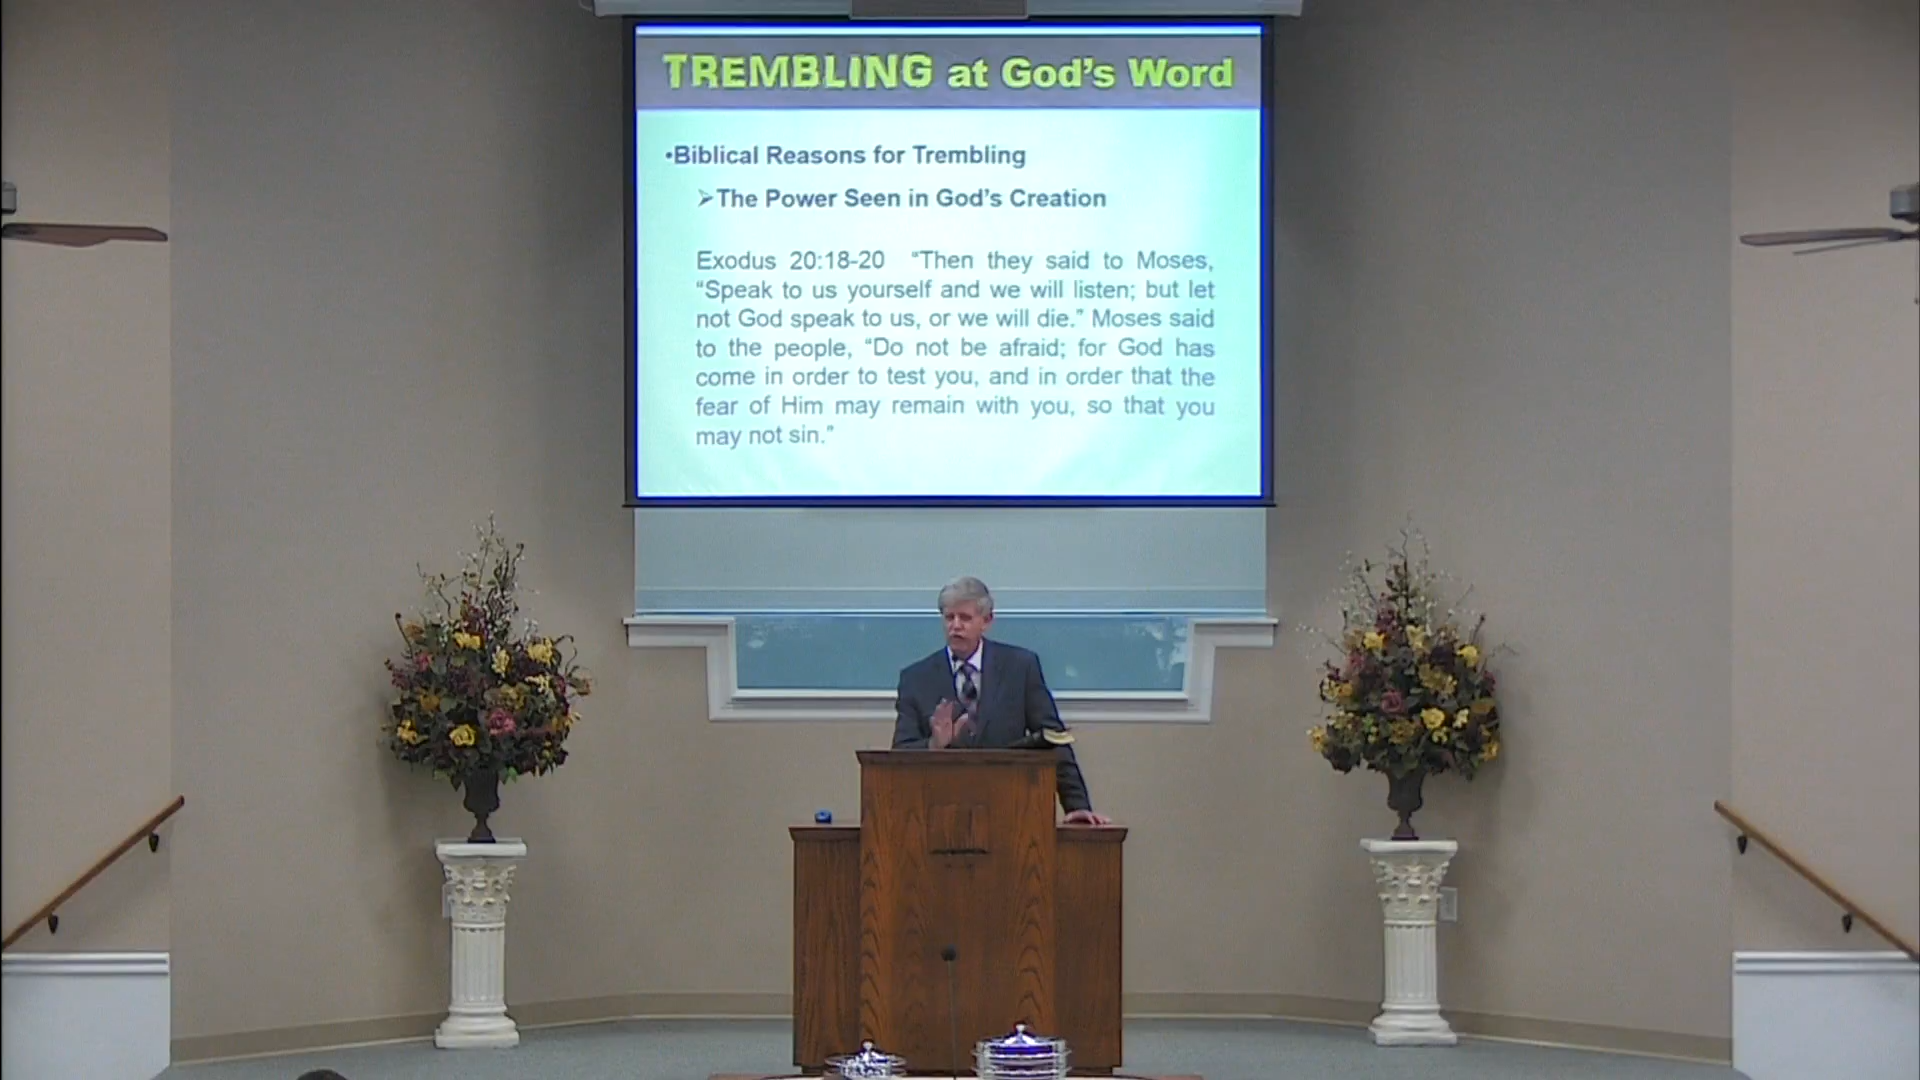 TREMBLING at God's Word
•Biblical Reasons for Trembling
➢The Power Seen in God's Creation
Exodus 20:18-20 "Then they said to Moses,
"Speak to us yourself and we will listen; but let
not God speak to us, or we will die." Moses said
to the people, "Do not be afraid; for God has
come in order to test you, and in order that the
fear of Him may remain with you, so that you
may not sin."